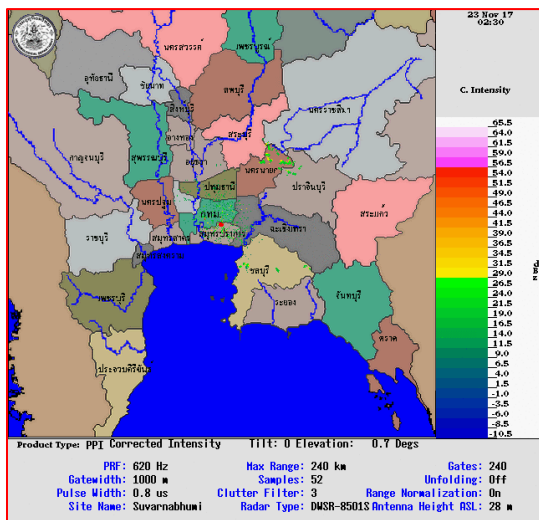 23 Nov 17
02:30
C. Intensity
นครสวรรค์
เพชรบูรณ์
อุทัยธานี
ชัยนาท
ลพบุรี
สิงห์บุรี
นครราชสีมา
อ่างทอง
สระบุรี
กาญจนบุรี
สุพรรณบุรี
อยุธยา
นครนายก
ปราจีนบุรี
ปทุมธานี
นครปฐม
กทม.
สระแก้ว
ราชบุรี
สมุทรสาคร
สมุทรปราการ
ฉะเชิงเทรา
เพชรบุรี
ชลบุรี
ระยอง
จันทบุรี
ตราด
ประจวบคีรีขันธ์
65.5
64.0
61.5
59.0
56.5
54.0
51.5
49.0
46.5
44.0
41.5
39.0
36.5
34.0
31.5
29.0
26.5
24.0
21.5
19.0
16.5
14.0
11.5
9.0
6.5
4.0
1.5
-1.0
-3.5
-6.0
-8.5
-10.5
Product Type: PPI Corrected Intensity Tilt: 0 Elevation: 0.7 Degs
PRF: 620 Hz Max Range: 240 km Gates: 240
Gatewidth: 1000 m Samples: 52 Unfolding: Off
Pulse Width: 0.8 us Clutter Filter: 3 Range Normalization: On
Site Name: Suvarnabhumi Radar Type: DWSR-8501S Antenna Height ASL: 28 m